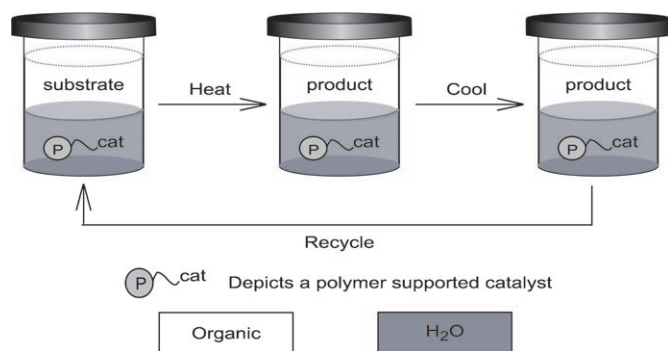 substrate
Heat
product
Cool
product
P cat
P cat
P cat
Recycle
P cat Depicts a polymer supported catalyst
Organic
H₂O